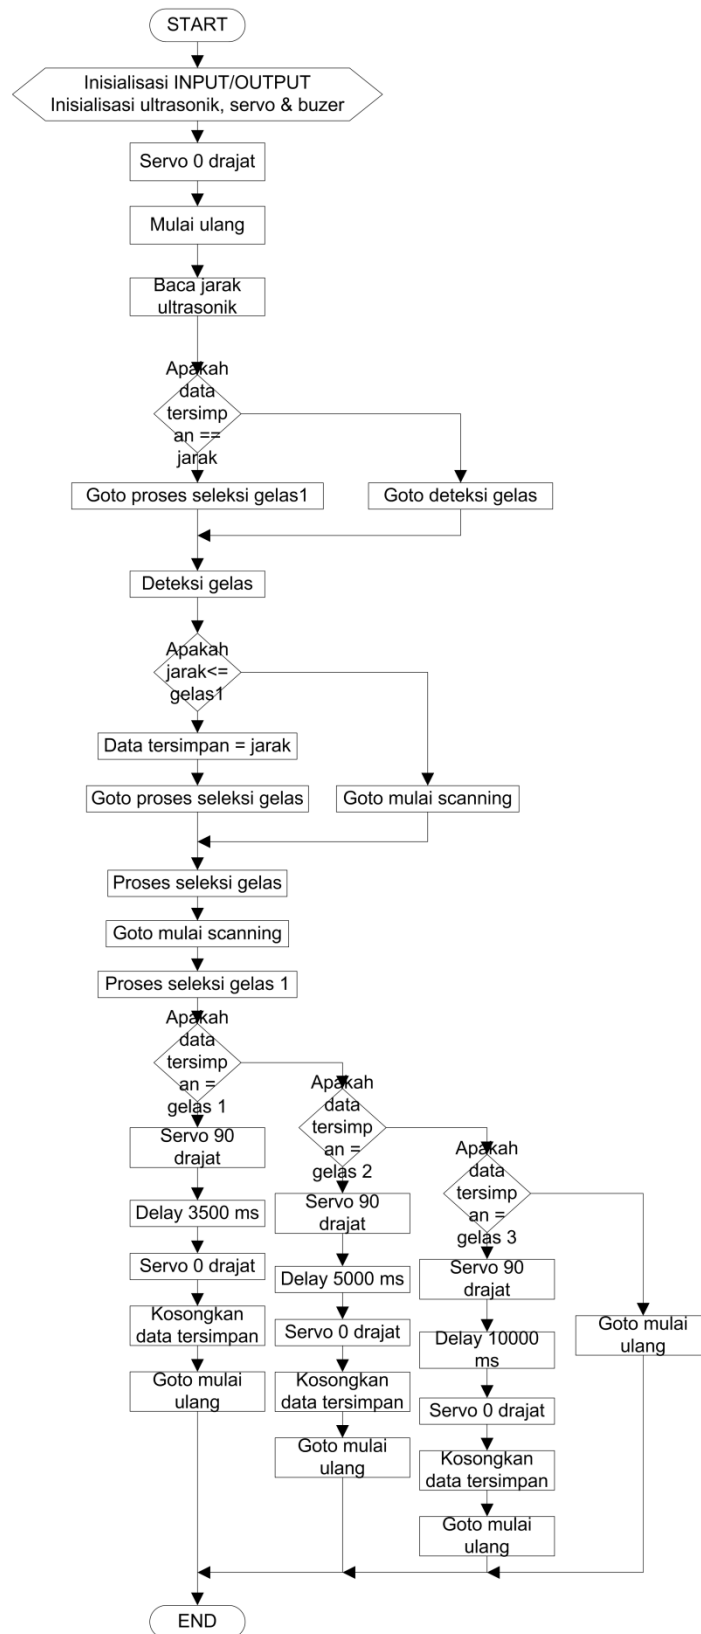 START
Inisialisasi INPUT/OUTPUT
Inisialisasi ultrasonik, servo & buzer
Servo 0 drajat
Mulai ulang
Baca jarak
ultrasonik
Apakah
data
tersimp
an ==
jarak
Goto proses seleksi gelas1
Goto deteksi gelas
Deteksi gelas
Apakah
jarak<=
gelas1
Data tersimpan = jarak
Goto proses seleksi gelas
Goto mulai scanning
Proses seleksi gelas
Goto mulai scanning
Proses seleksi gelas 1
Apakah
data
tersimp
an =
gelas 1
Servo 90
drajat
Delay 3500 ms
Servo 0 drajat
Kosongkan
data tersimpan
Goto mulai
ulang
Apakah
data
tersimp
an =
gelas 2
Servo 90
drajat
Delay 5000 ms
Servo 0 drajat
Kosongkan
data tersimpan
Goto mulai
ulang
Apakah
data
tersimp
an =
gelas 3
Servo 90
drajat
Delay 10000
ms
Servo 0 drajat
Kosongkan
data tersimpan
Goto mulai
ulang
Goto mulai
ulang
END